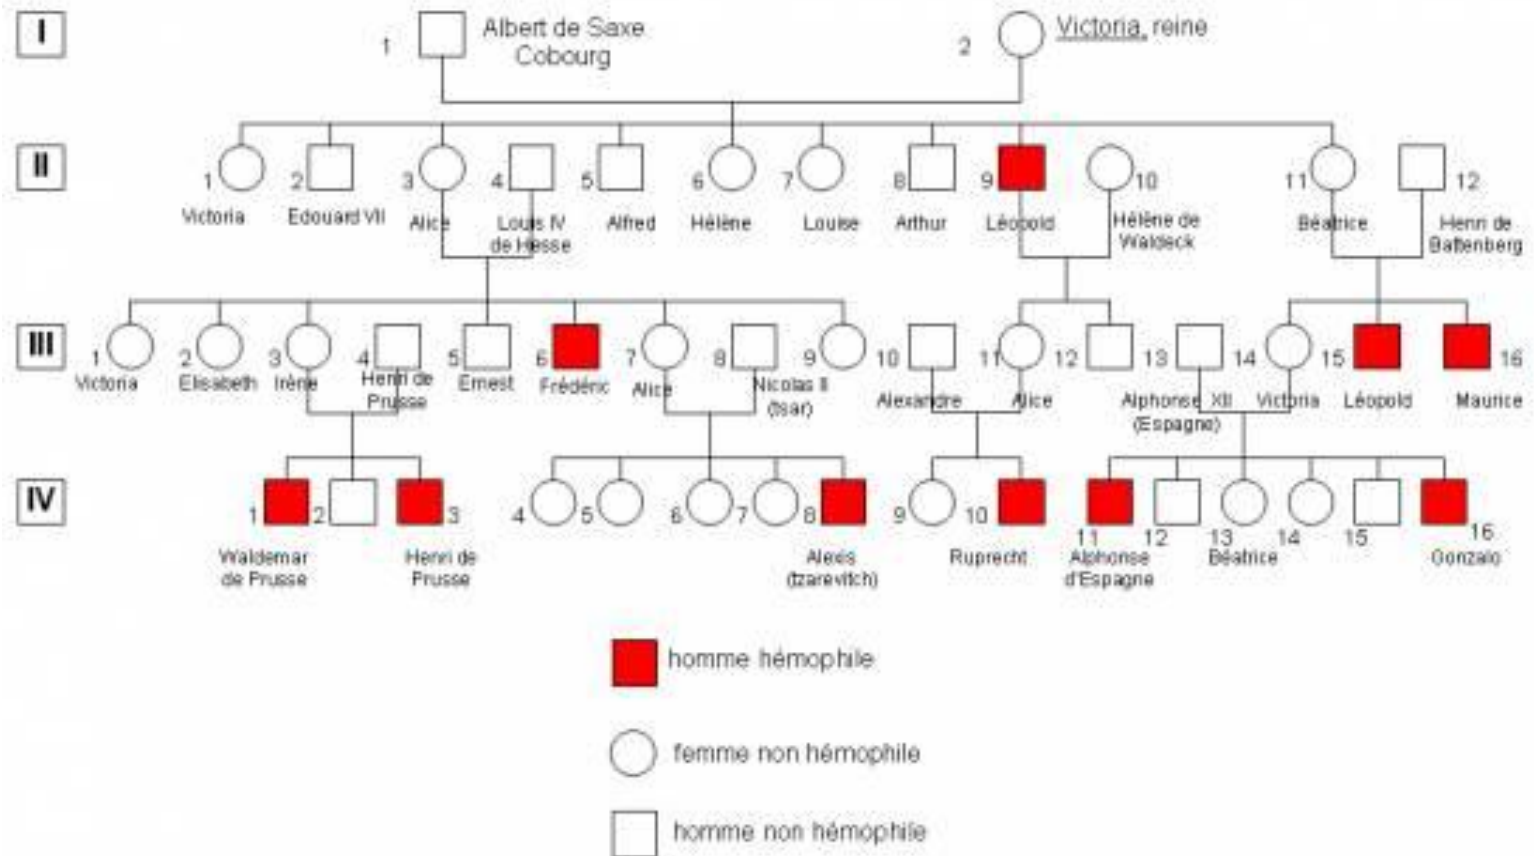 I
1
Albert de Saxe
Cobourg
2
Victoria, reine
II
1
2
3
4
5
6
7
8
9
10
11
12
Victoria
Edouard VII
Alice
Louis IV
de Hesse
Alfred
Hélène
Louise
Arthur
Léopold
Hélène de
Waldeck
Béatrice
Henri de
Battenberg
III
1
2
3
4
5
6
7
8
9
10
11
12
13
14
15
16
Victoria
Elisabeth
Irène
Henri de
Prusse
Ernest
Frédéric
Alice
Nicolas II
(tsar)
Alexandre
Alice
Alphonse XII
(Espagne)
Victoria
Léopold
Maurice
IV
1
2
3
4
5
6
7
8
9
10
11
12
13
14
15
16
Waldemar
de Prusse
Henri de
Prusse
Alexis
(tzarevitch)
Ruprecht
Alphonse
d'Espagne
Béatrice
Gonzalo
homme hémophile
femme non hémophile
homme non hémophile